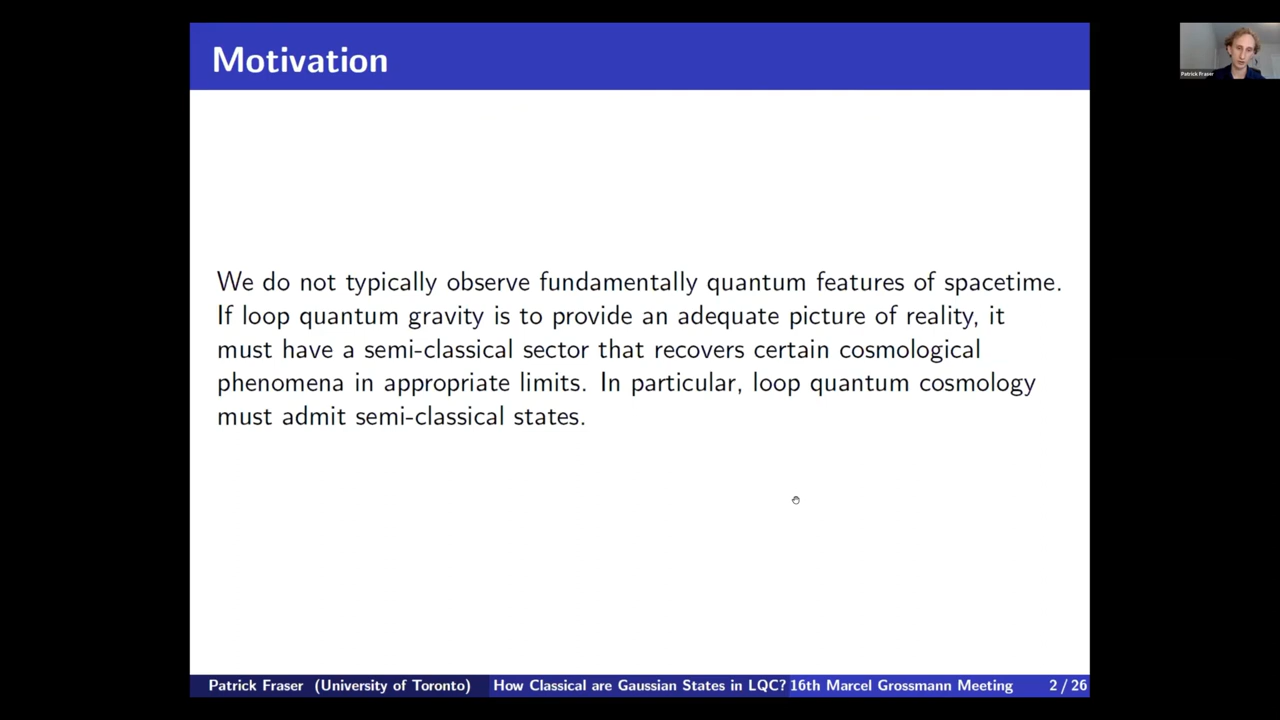 Motivation
Patrick Fraser
We do not typically observe fundamentally quantum features of spacetime.
If loop quantum gravity is to provide an adequate picture of reality, it
must have a semi-classical sector that recovers certain cosmological
phenomena in appropriate limits. In particular, loop quantum cosmology
must admit semi-classical states.
Patrick Fraser (University of Toronto) How Classical are Gaussian States in LQC? 16th Marcel Grossmann Meeting 2 / 26